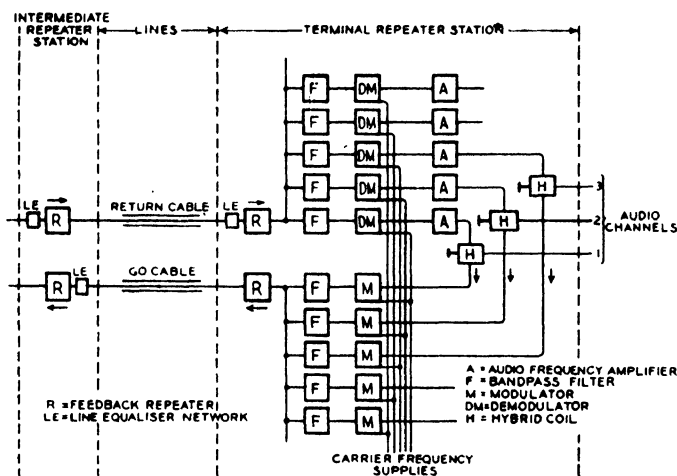 INTERMEDIATE
REPEATER
STATION
LINES
TERMINAL REPEATER STATION
F DM A
F DM A
F DM A
F DM A
F DM A
H 3
H 2
H 1
AUDIO
CHANNELS
LE R
RETURN CABLE
LE R
R LE
GO CABLE
R
F M
F M
F M
F M
F M
R = FEEDBACK REPEATER
LE = LINE EQUALISER NETWORK
A = AUDIO FREQUENCY AMPLIFIER
F = BANDPASS FILTER
M = MODULATOR
DM = DEMODULATOR
H = HYBRID COIL
CARRIER FREQUENCY
SUPPLIES